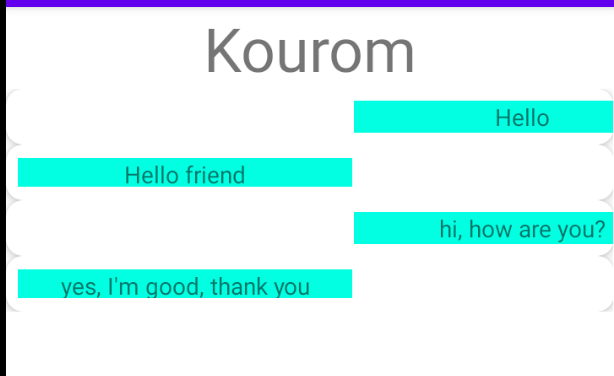 Kourom
Hello
Hello friend
hi, how are you?
yes, I'm good, thank you